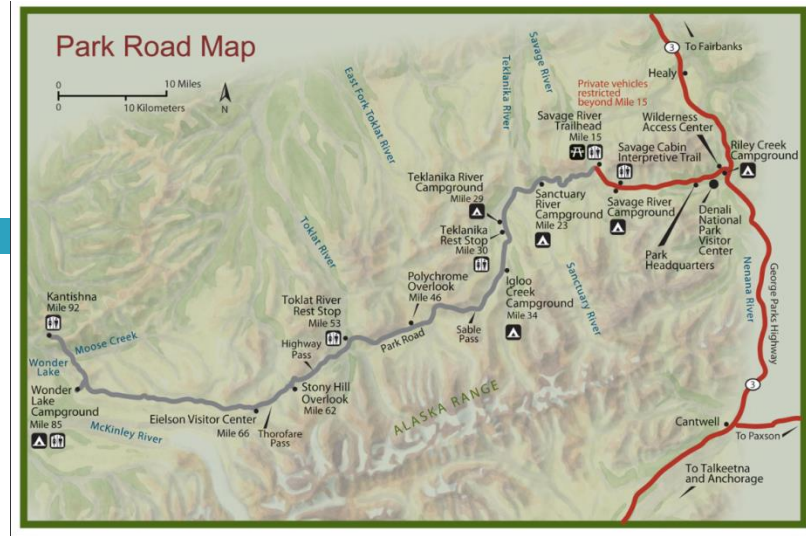 Park Road Map
0
10 Miles
0
10 Kilometers
N
3
To Fairbanks
Healy
Savage River
Teklanika River
East Fork Toklat River
Private vehicles
restricted
beyond Mile 15
Savage River
Trailhead
Mile 15
Wilderness
Access Center
Savage Cabin
Interpretive Trail
Riley Creek
Campground
Teklanika River
Campground
Mile 29
Teklanika
Rest Stop
Mile 30
Sanctuary
River
Campground
Mile 23
Savage River
Campground
Park
Headquarters
Denali
National
Park
Visitor
Center
Toklat River
Sanctuary River
Nenana River
George Parks Highway
Polychrome
Overlook
Mile 46
Igloo
Creek
Campground
Mile 34
Kantishna
Mile 92
Toklat River
Rest Stop
Mile 53
Sable
Pass
Park Road
Highway
Pass
Moose Creek
Wonder
Lake
Wonder
Lake
Campground
Mile 85
Stony Hill
Overlook
Mile 62
Eielson Visitor Center
Mile 66
Thorofare
Pass
McKinley River
ALASKA RANGE
3
Cantwell
To Paxson
To Talkeetna
and Anchorage